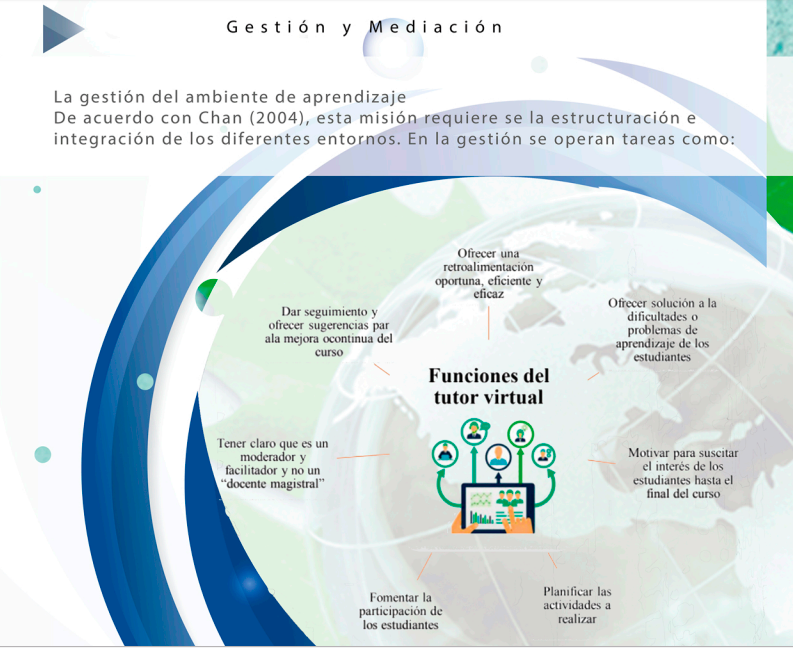 Gestión y Mediación
La gestión del ambiente de aprendizaje
De acuerdo con Chan (2004), esta misión requiere se la estructuración e
integración de los diferentes entornos. En la gestión se operan tareas como:
Ofrecer una
retroalimentación
oportuna, eficiente y
eficaz
Ofrecer solución a la
dificultades o
problemas de
aprendizaje de los
estudiantes
Dar seguimiento y
ofrecer sugerencias par
ala mejora ocontinua del
curso
Funciones del
tutor virtual
Tener claro que es un
moderador y
facilitador y no un
“docente magistral”
Motivar para suscitar
el interés de los
estudiantes hasta el
final del curso
Fomentar la
participación de
los estudiantes
Planificar las
actividades a
realizar